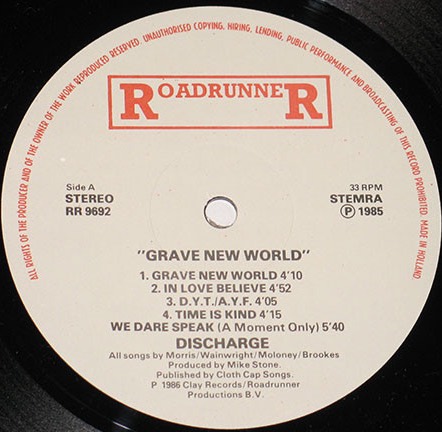 ALL RIGHTS OF THE PRODUCER AND OF THE OWNER OF THE WORK REPRODUCED RESERVED. UNAUTHORISED COPYING, HIRING, LENDING, PUBLIC PERFORMANCE AND BROADCASTING OF THIS RECORD PROHIBITED. MADE IN HOLLAND
ROADRUNNER
Side A
STEREO
RR 9692
33 RPM
STEMRA
Ⓟ 1985
"GRAVE NEW WORLD"
1. GRAVE NEW WORLD 4'10
2. IN LOVE BELIEVE 4'52
3. D.Y.T./A.Y.F. 4'05
4. TIME IS KIND 4'15
WE DARE SPEAK (A Moment Only) 5'40
DISCHARGE
All songs by Morris/Wainwright/Moloney/Brookes
Produced by Mike Stone.
Published by Cloth Cap Songs.
P 1986 Clay Records/Roadrunner
Productions B.V.